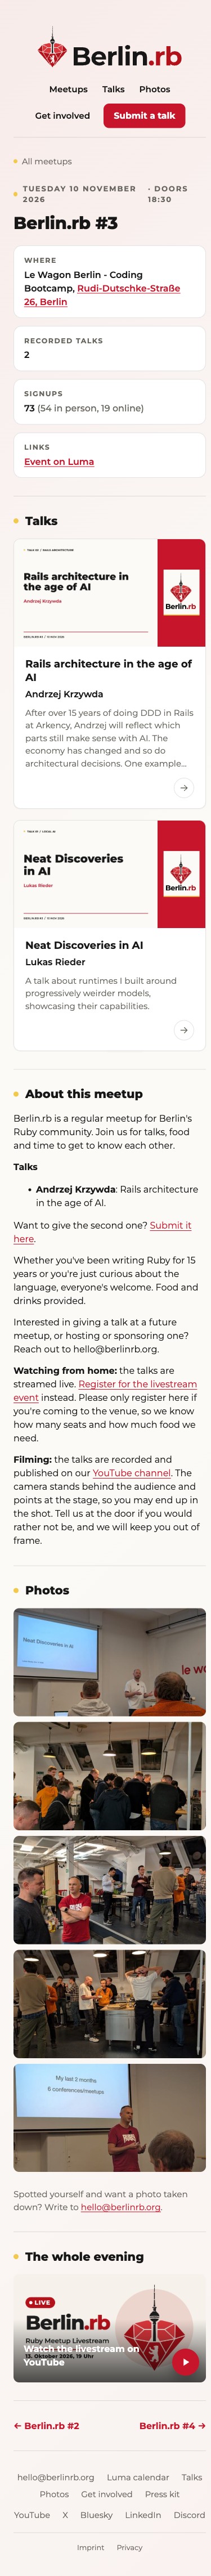 Berlin.rb
Meetups Talks Photos
Get involved Submit a talk
All meetups
TUESDAY 10 NOVEMBER 2026 · DOORS 18:30
Berlin.rb #3
WHERE
Le Wagon Berlin - Coding
Bootcamp, Rudi-Dutschke-Straße
26, Berlin
RECORDED TALKS
2
SIGNUPS
73 (54 in person, 19 online)
LINKS
Event on Luma
Talks
Rails architecture in
the age of AI
Andrzej Krzywda
Berlin.rb
Rails architecture in the age of
AI
Andrzej Krzywda
After over 15 years of doing DDD in Rails
at Arkency, Andrzej will reflect which
parts still make sense with AI. The
economy has changed and so do
architectural decisions. One example...
Neat Discoveries
in AI
Lukas Rieder
Berlin.rb
Neat Discoveries in AI
Lukas Rieder
A talk about runtimes I built around
progressively weirder models,
showcasing their capabilities.
About this meetup
Berlin.rb is a regular meetup for Berlin's
Ruby community. Join us for talks, food
and time to get to know each other.
Talks
• Andrzej Krzywda: Rails architecture
in the age of AI.
Want to give the second one? Submit it
here.
Whether you've been writing Ruby for 15
years or you're just curious about the
language, everyone's welcome. Food and
drinks provided.
Interested in giving a talk at a future
meetup, or hosting or sponsoring one?
Reach out to hello@berlinrb.org.
Watching from home: the talks are
streamed live. Register for the livestream
event instead. Please only register here if
you're coming to the venue, so we know
how many seats and how much food we
need.
Filming: the talks are recorded and
published on our YouTube channel. The
camera stands behind the audience and
points at the stage, so you may end up in
the shot. Tell us at the door if you would
rather not be, and we will keep you out of
frame.
Photos
Neat Discoveries in AI
My last 2 months
6 conferences/meetups
Spotted yourself and want a photo taken
down? Write to hello@berlinrb.org.
The whole evening
LIVE
Berlin.rb
Ruby Meetup Livestream
13. Oktober 2026, 19 Uhr
Watch the livestream on
YouTube
← Berlin.rb #2 Berlin.rb #4 →
hello@berlinrb.org Luma calendar Talks
Photos Get involved Press kit
YouTube X Bluesky LinkedIn Discord
Imprint Privacy